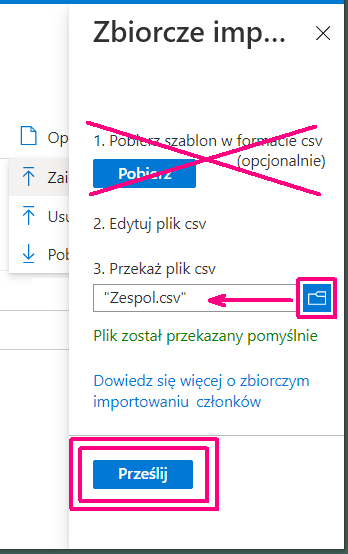 Zbiorcze imp...
Op
1. Pobierz szablon w formacie csv
(opcjonalnie)
Zai
Pobierz
Usu
2. Edytuj plik csv
Pob
3. Przekaż plik csv
"Zespol.csv"
Plik został przekazany pomyślnie
Dowiedz się więcej o zbiorczym
importowaniu członków
Prześlij